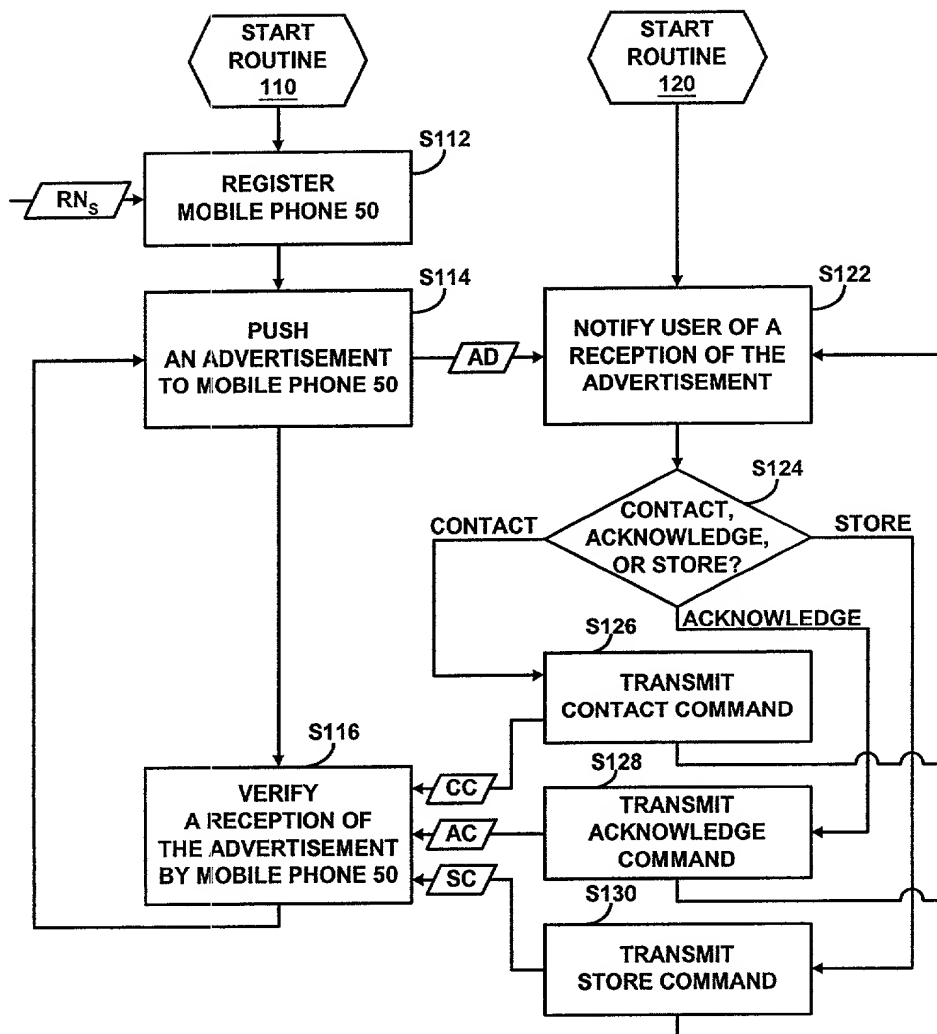 START
ROUTINE
110
START
ROUTINE
120
S112
RN_S
REGISTER
MOBILE PHONE 50
S114
PUSH
AN ADVERTISEMENT
TO MOBILE PHONE 50
AD
S122
NOTIFY USER OF A
RECEPTION OF THE
ADVERTISEMENT
S124
CONTACT,
ACKNOWLEDGE,
OR STORE?
CONTACT
STORE
ACKNOWLEDGE
S126
TRANSMIT
CONTACT COMMAND
S116
VERIFY
A RECEPTION OF
THE ADVERTISEMENT
BY MOBILE PHONE 50
CC
AC
SC
S128
TRANSMIT
ACKNOWLEDGE
COMMAND
S130
TRANSMIT
STORE COMMAND